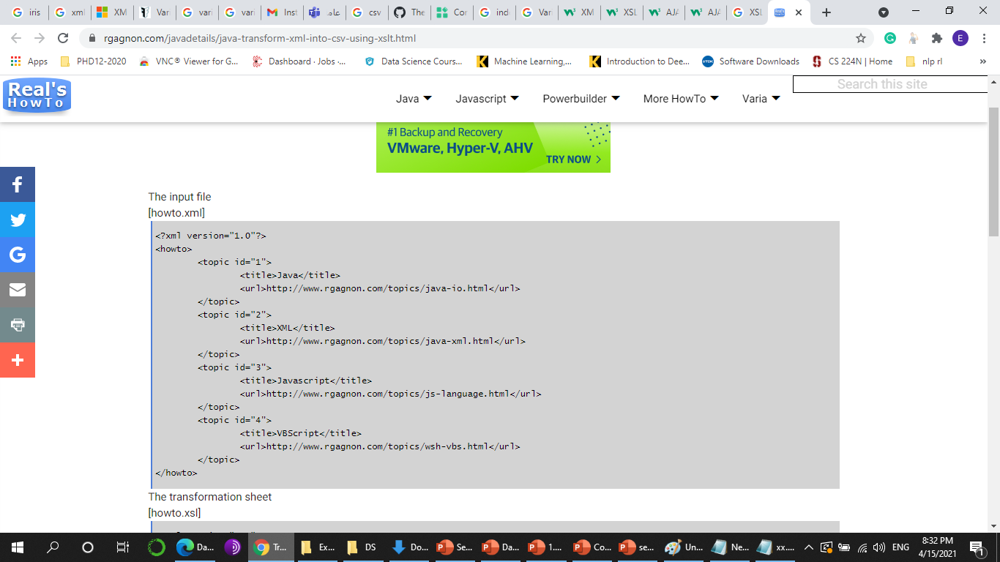 iris
xml
XM
Vari
vari
vari
Inst
عام
csv
The
Cor
inde
Var
XM
XSL
AJA
AJA
XSL
rgagnon.com/javadetails/java-transform-xml-into-csv-using-xslt.html
E
Apps
PHD12-2020
VNC® Viewer for G...
Dashboard · Jobs ·...
Data Science Cours...
Machine Learning,...
Introduction to Dee...
Software Downloads
CS 224N | Home
nlp rl
»
Real's
HowTo
Java
Javascript
Powerbuilder
More HowTo
Varia
Search this site
#1 Backup and Recovery
VMware, Hyper-V, AHV
TRY NOW >
The input file
[howto.xml]
<?xml version="1.0"?>
<howto>
<topic id="1">
<title>Java</title>
<url>http://www.rgagnon.com/topics/java-io.html</url>
</topic>
<topic id="2">
<title>XML</title>
<url>http://www.rgagnon.com/topics/java-xml.html</url>
</topic>
<topic id="3">
<title>Javascript</title>
<url>http://www.rgagnon.com/topics/js-language.html</url>
</topic>
<topic id="4">
<title>VBScript</title>
<url>http://www.rgagnon.com/topics/wsh-vbs.html</url>
</topic>
</howto>
The transformation sheet
[howto.xsl]
Da...
Tr...
Ex...
DS
Do...
Se...
Da...
1....
Co...
se...
Un...
Ne...
xx....
ENG
8:32 PM
4/15/2021
1